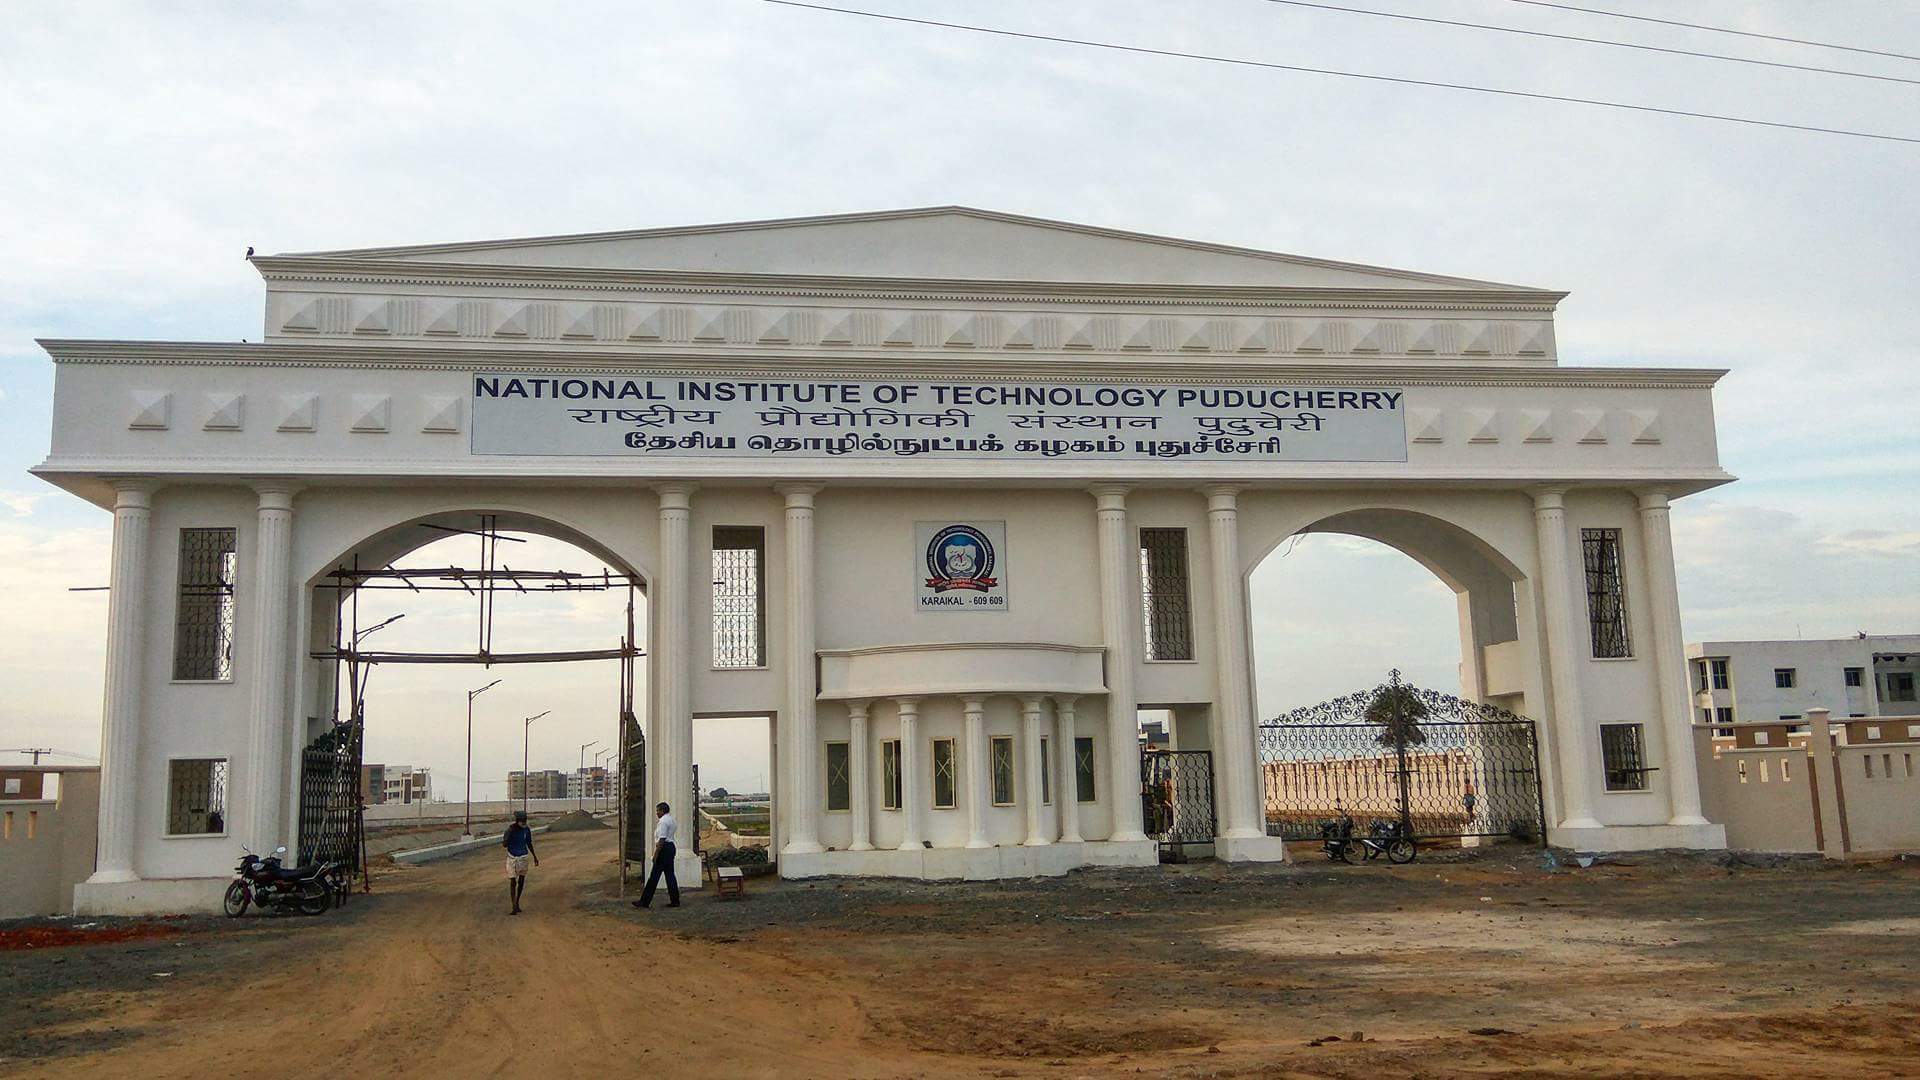 NATIONAL INSTITUTE OF TECHNOLOGY PUDUCHERRY
राष्ट्रीय प्रौद्योगिकी संस्थान पुदुचेरी
தேசிய தொழில்நுட்பக் கழகம் புதுச்சேரி
KARAIKAL - 609 609